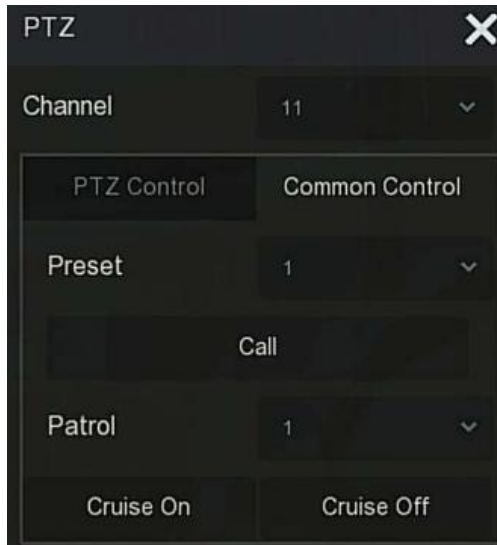 PTZ
Channel 11
PTZ Control Common Control
Preset 1
Call
Patrol 1
Cruise On Cruise Off